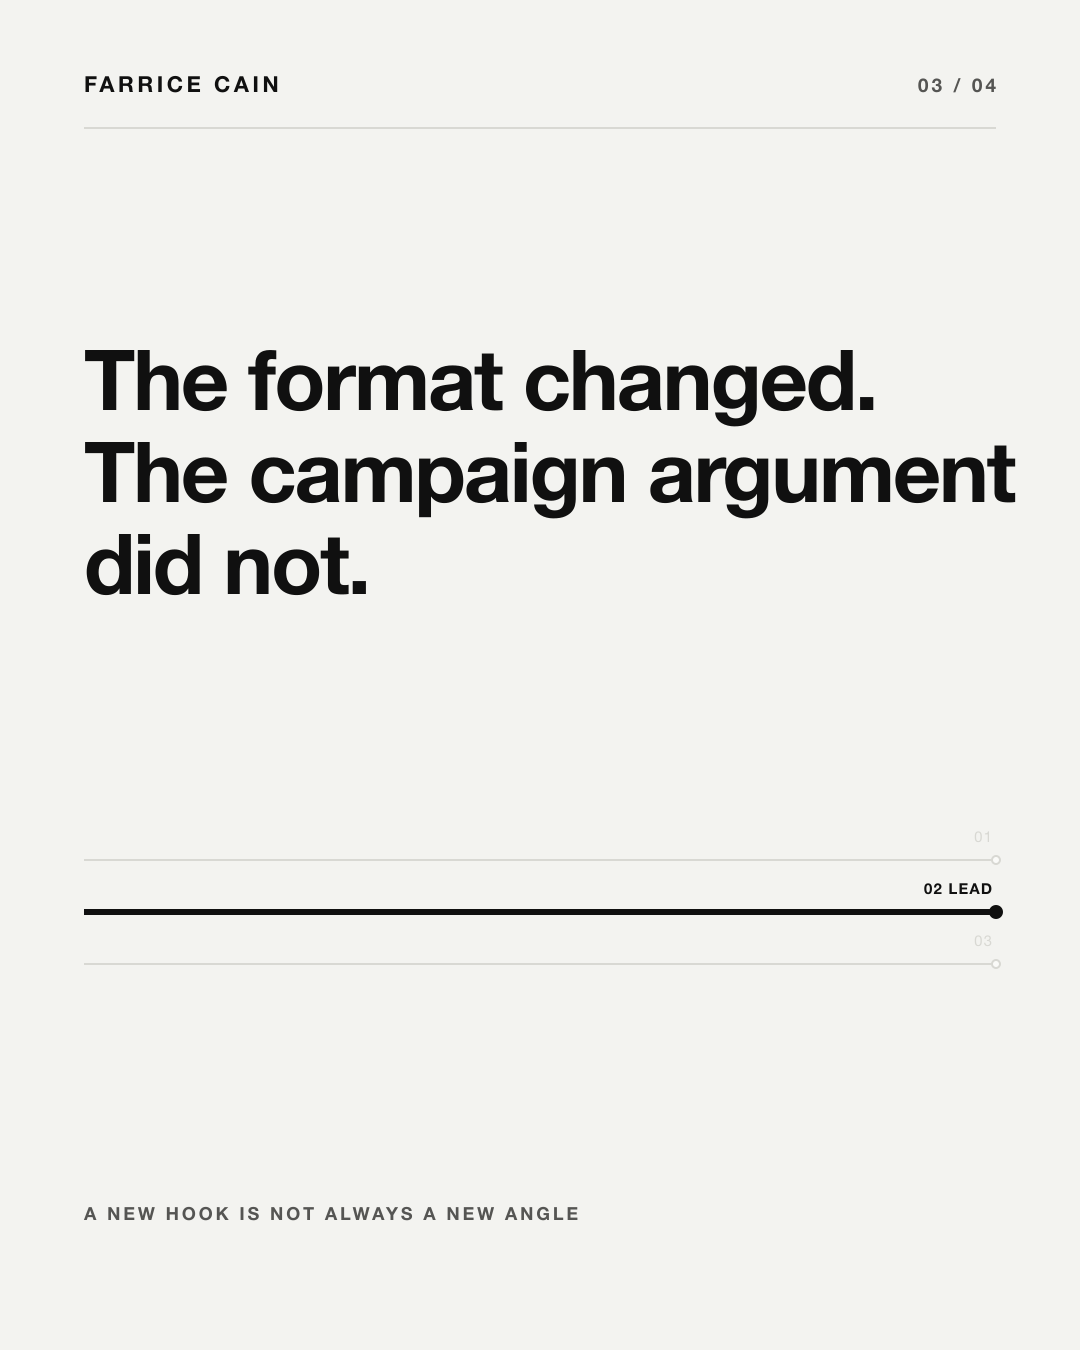 FARRICE CAIN
03 / 04
The format changed.
The campaign argument
did not.
01
02 LEAD
03
A NEW HOOK IS NOT ALWAYS A NEW ANGLE